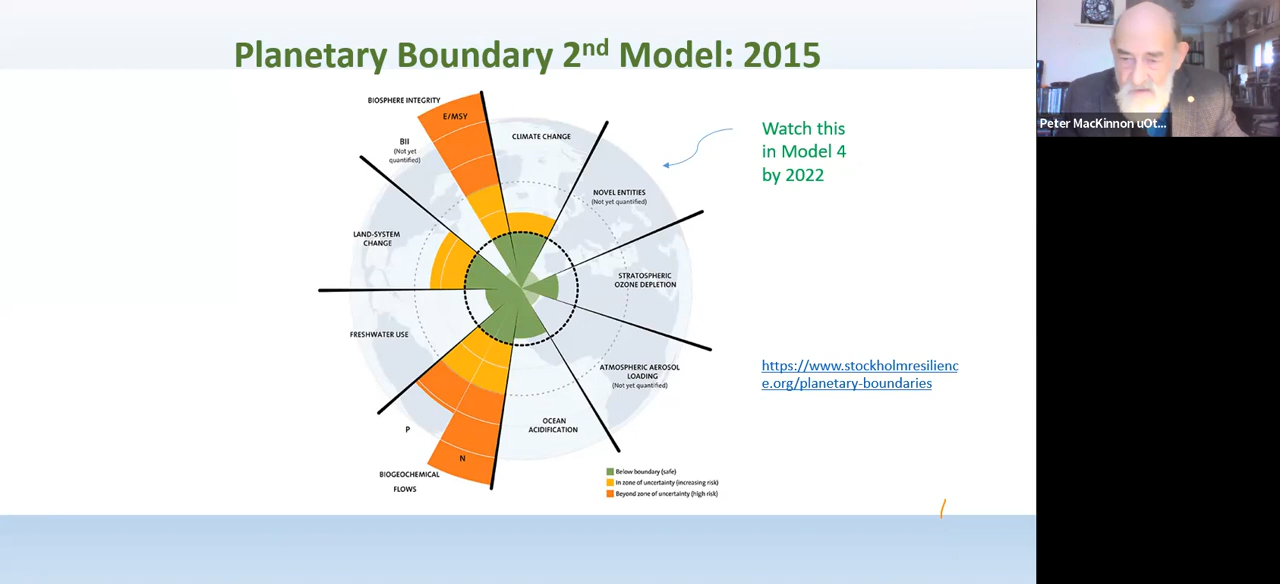 Planetary Boundary 2nd Model: 2015
BIOSPHERE INTEGRITY
E/MSY
BII
(Not yet
quantified)
CLIMATE CHANGE
NOVEL ENTITIES
(Not yet quantified)
LAND-SYSTEM
CHANGE
STRATOSPHERIC
OZONE DEPLETION
FRESHWATER USE
ATMOSPHERIC AEROSOL
LOADING
(Not yet quantified)
P
N
BIOGEOCHEMICAL
FLOWS
OCEAN
ACIDIFICATION
Below boundary (safe)
In zone of uncertainty (increasing risk)
Beyond zone of uncertainty (high risk)
Watch this
in Model 4
by 2022
https://www.stockholmresilienc
e.org/planetary-boundaries
Peter MacKinnon uOt...